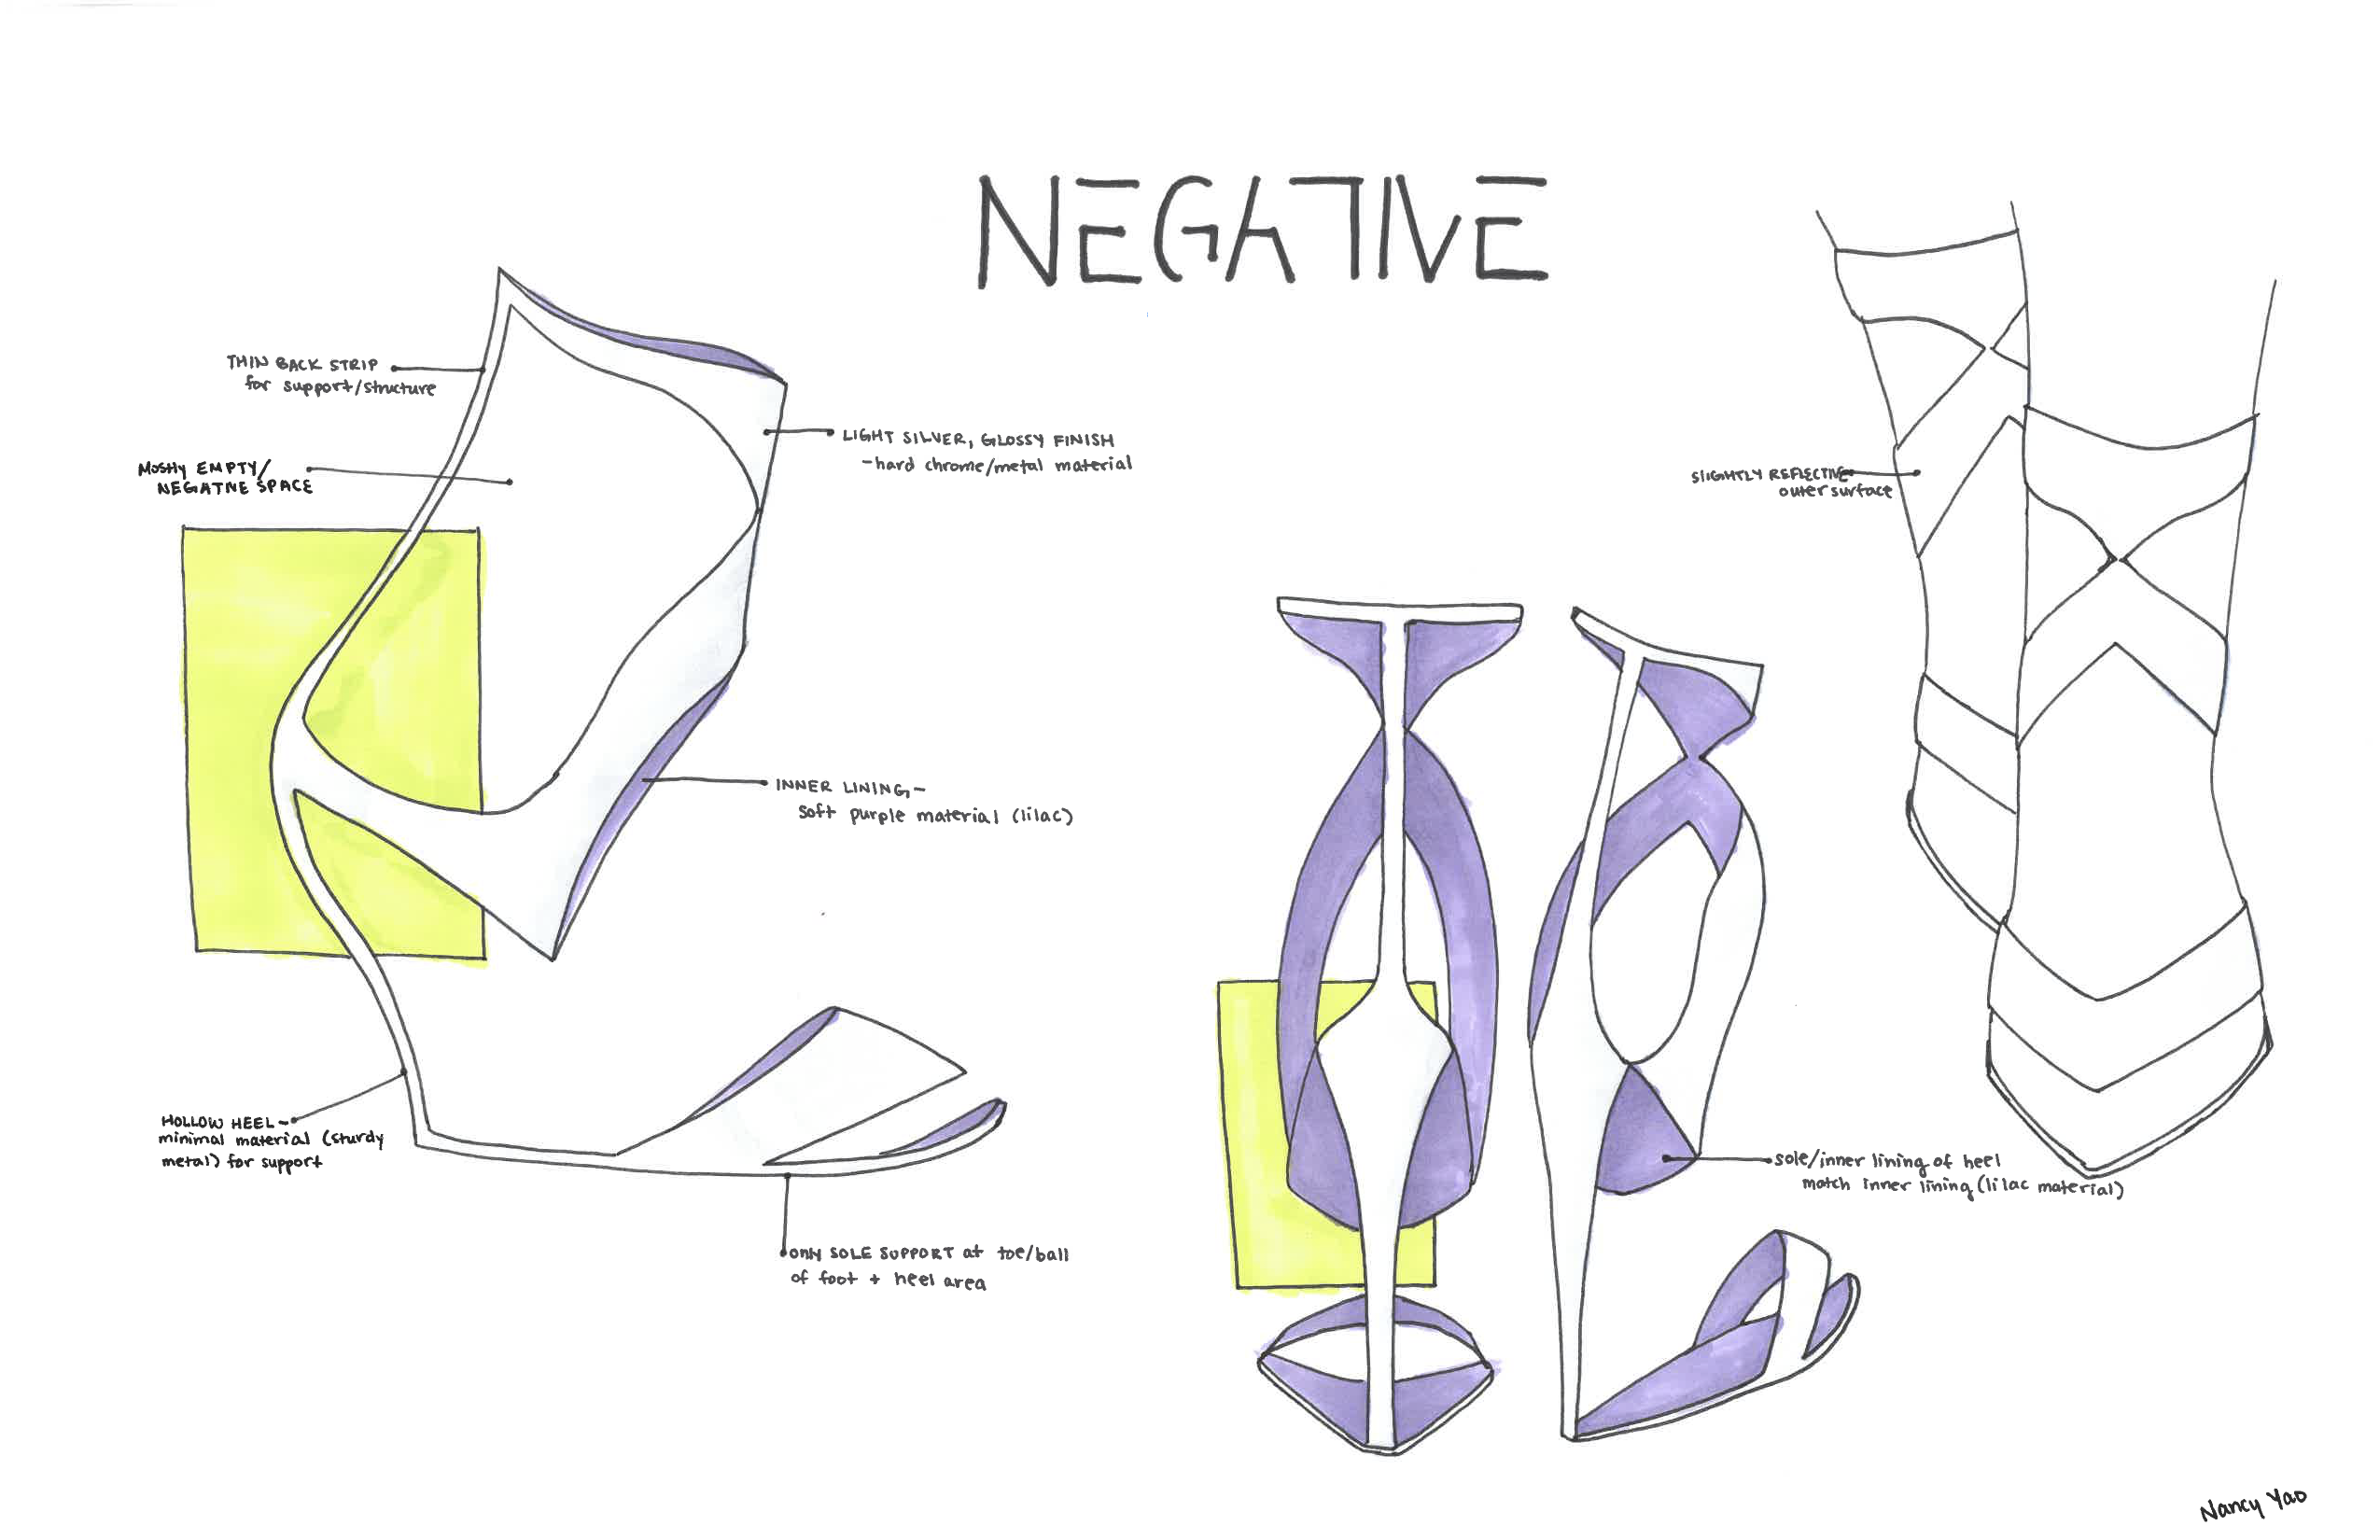 NEGATIVE
THIN BACK STRIP
for support/structure
MOSTLY EMPTY/
NEGATIVE SPACE
LIGHT SILVER, GLOSSY FINISH
-hard chrome/metal material
SLIGHTLY REFLECTIVE
outer surface
INNER LINING-
soft purple material (lilac)
HOLLOW HEEL-
minimal material (sturdy
metal) for support
ONLY SOLE SUPPORT at toe/ball
of foot + heel area
sole/inner lining of heel
match inner lining (lilac material)
Nancy Yao